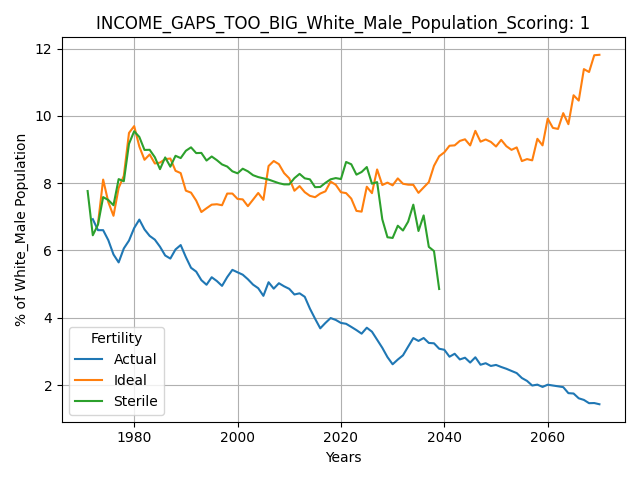 INCOME_GAPS_TOO_BIG_White_Male_Population_Scoring: 1
% of White_Male Population
12
10
8
6
4
2
Fertility
Actual
Ideal
Sterile
1980 2000 2020 2040 2060
Years